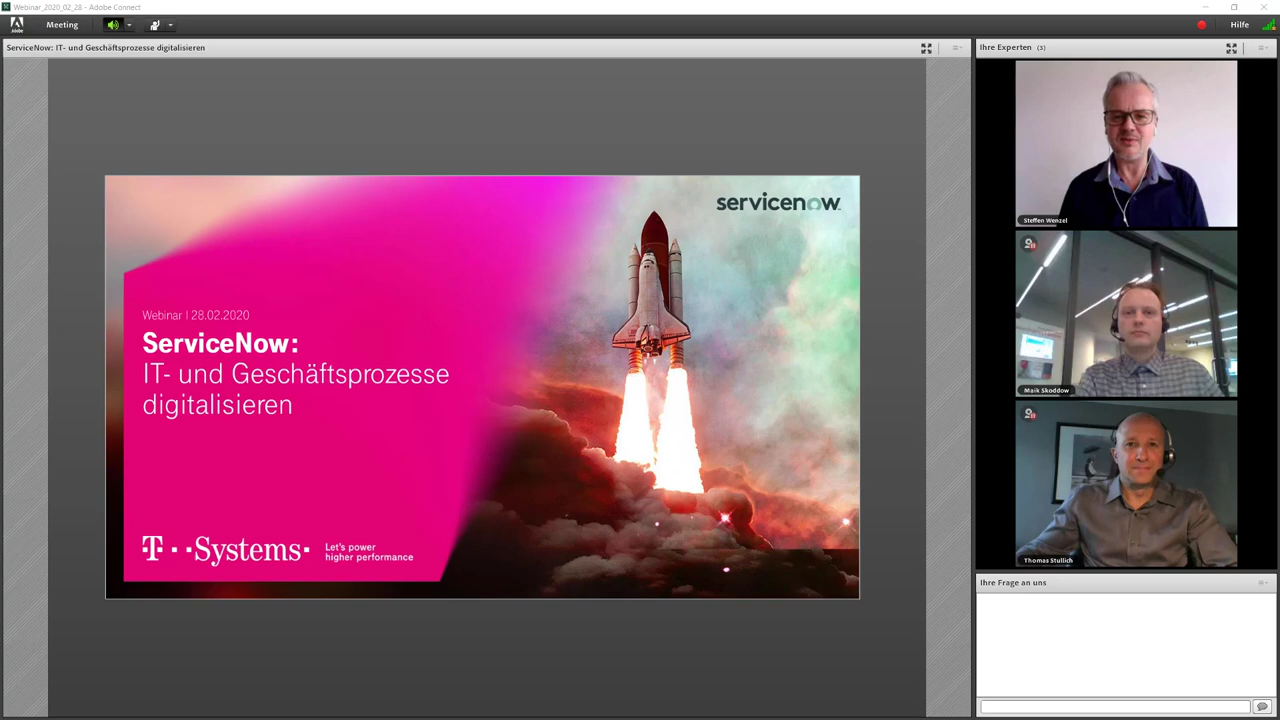 Webinar_2020_02_28 - Adobe Connect
Adobe
Meeting
Hilfe
ServiceNow: IT- und Geschäftsprozesse digitalisieren
servicenow
Webinar | 28.02.2020
ServiceNow:
IT- und Geschäftsprozesse
digitalisieren
T··Systems·
Let's power
higher performance
Ihre Experten (3)
Steffen Wenzel
Maik Skoddow
Thomas Stullich
Ihre Frage an uns